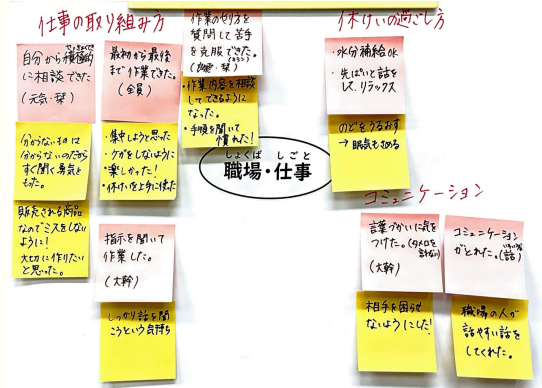 仕事の取り組み方
自分から積極的
に相談できた
(元気・栞)
分からないものは
分からないのだから
すぐ聞く勇気を
もった。
販売される商品
なのでミスをしない
ように!
大切に作りたい
と思った。
最初から最後
まで作業できた。
(全員)
・集中しようと思った
・ケガをしないように
・楽しかった!
・休けいを上手に使った
作業のやり方を
質問して苦手
を克服できた。
・作業内容を相談
してできるように
なった。
・手順を聞いて
慣れた!
指示を聞いて
作業した。
(大幹)
しっかり話を聞
こうという気持ち
しょくば しごと
職場・仕事
休けいの過ごし方
・水分補給
・先ぱいと話を
して、リラックス
のどをうるおす
→眠気もさめる
コミュニケーション
言葉づかいに気を
つけた。(タメ口を
(大幹)
相手を困らせ
ないようにした!
コミュニケーション
がとれた。(話)
職場の人が
話やすい話を
してくれた。